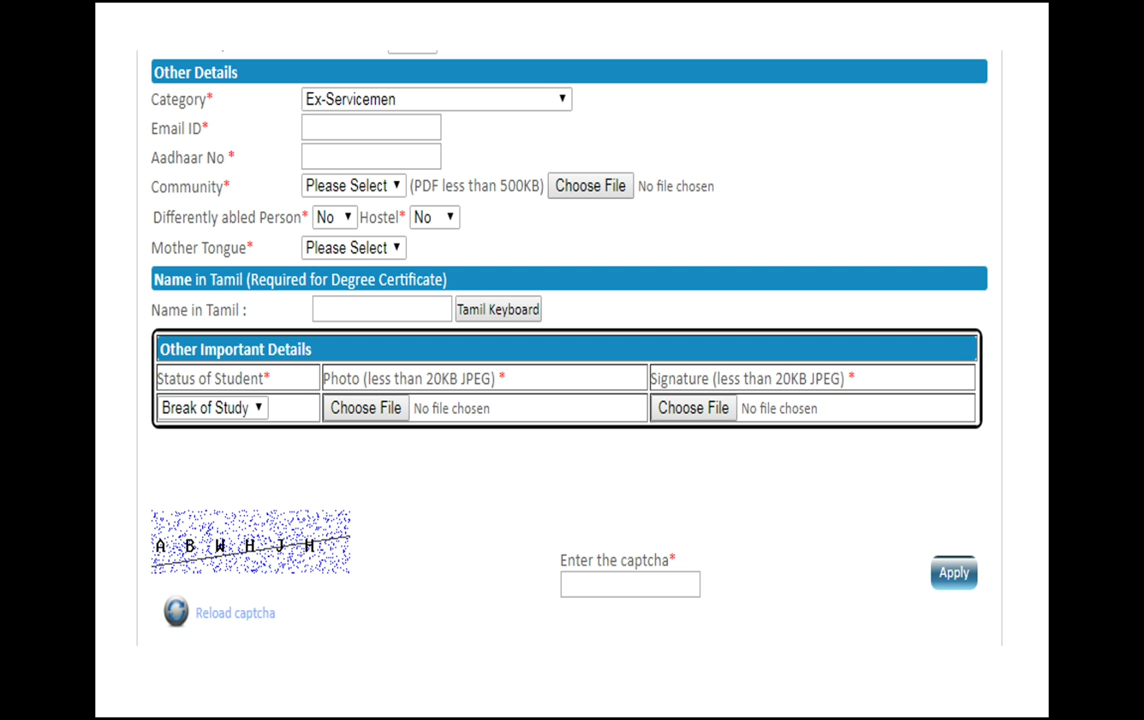 Other Details
Category* Ex-Servicemen
Email ID*
Aadhaar No *
Community* Please Select (PDF less than 500KB) Choose File No file chosen
Differently abled Person* No Hostel* No
Mother Tongue* Please Select
Name in Tamil (Required for Degree Certificate)
Name in Tamil : Tamil Keyboard
Other Important Details
Status of Student* Photo (less than 20KB JPEG) * Signature (less than 20KB JPEG) *
Break of Study Choose File No file chosen Choose File No file chosen
A B W H J H
Enter the captcha*
Apply
Reload captcha